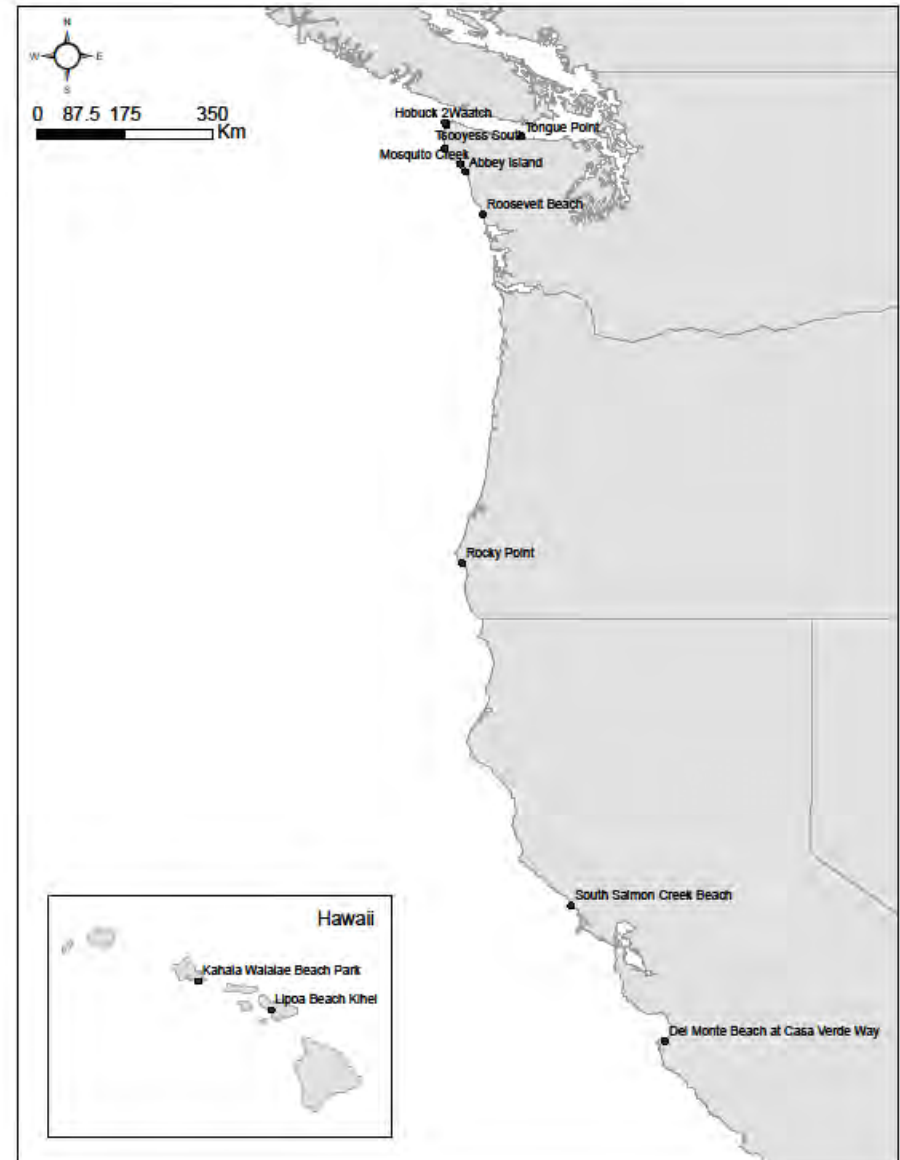 N
W E
S
0 87.5 175 350
Km
Hobuck 2Waatch
Tongue Point
Tsooyess South
Mosquito Creek
Abbey Island
Roosevelt Beach
Rocky Point
South Salmon Creek Beach
Del Monte Beach at Casa Verde Way
Hawaii
Kahala Waialae Beach Park
Lipoa Beach Kihei